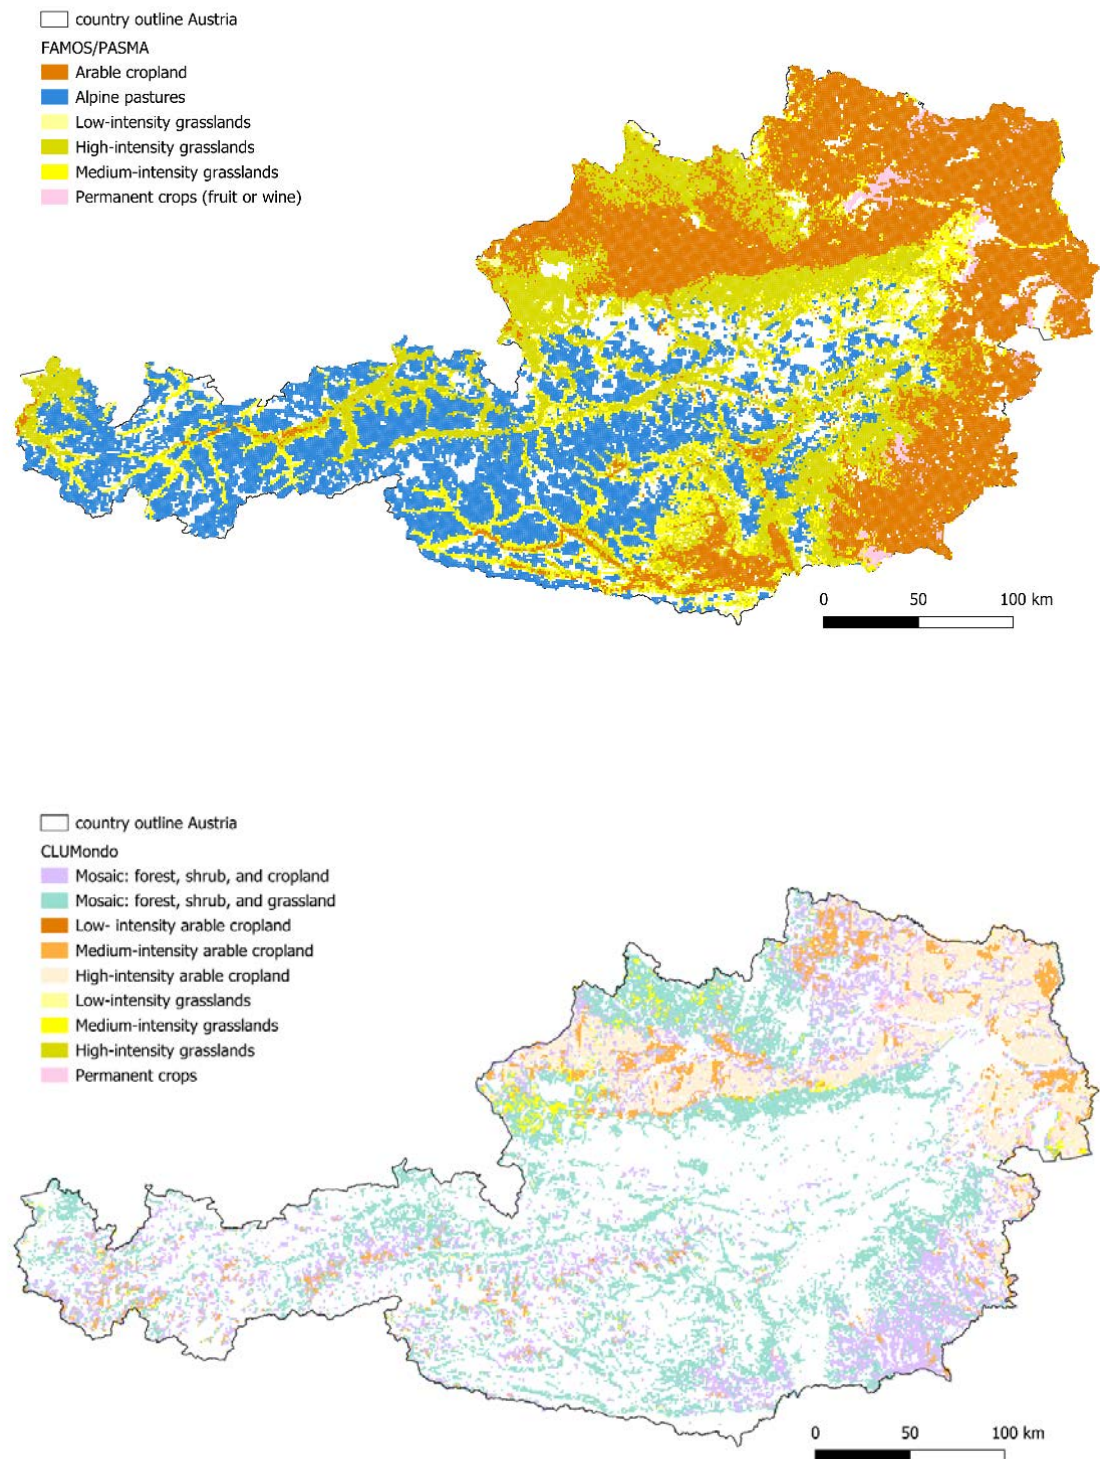 country outline Austria
FAMOS/PASMA
Arable cropland
Alpine pastures
Low-intensity grasslands
High-intensity grasslands
Medium-intensity grasslands
Permanent crops (fruit or wine)
0 50 100 km
country outline Austria
CLUMondo
Mosaic: forest, shrub, and cropland
Mosaic: forest, shrub, and grassland
Low- intensity arable cropland
Medium-intensity arable cropland
High-intensity arable cropland
Low-intensity grasslands
Medium-intensity grasslands
High-intensity grasslands
Permanent crops
0 50 100 km